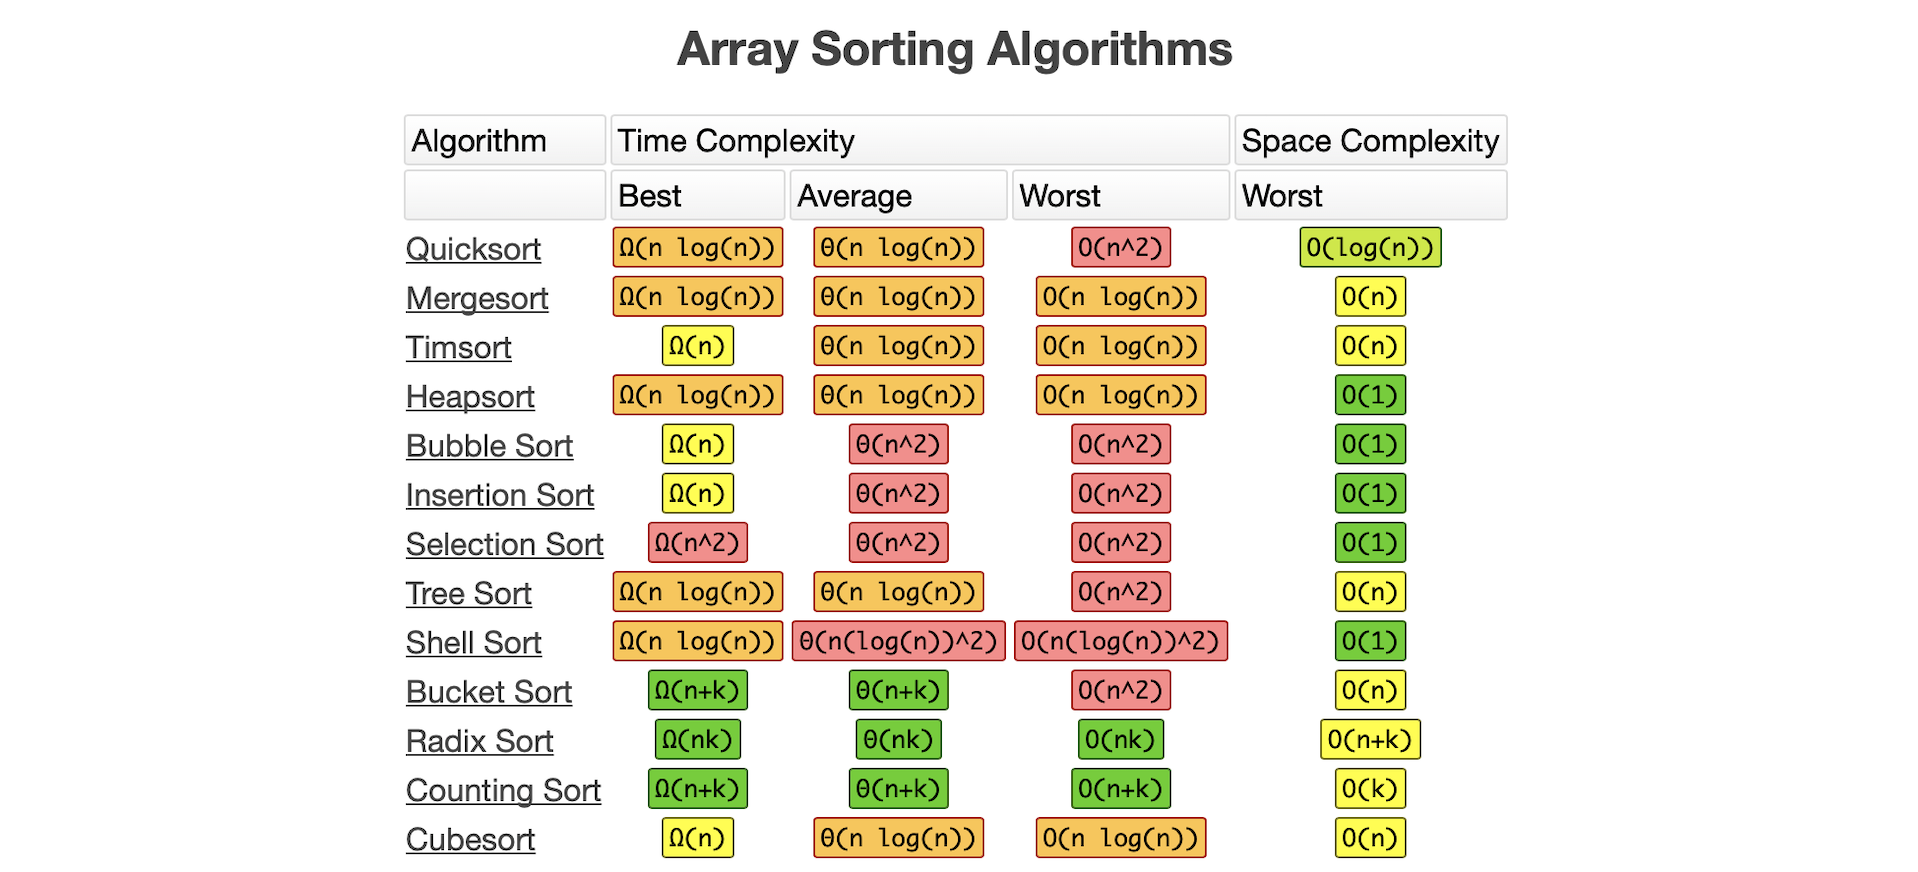 Array Sorting Algorithms
Algorithm Time Complexity Space Complexity
Best Average Worst Worst
Quicksort Ω(n log(n)) Θ(n log(n)) O(n^2) O(log(n))
Mergesort Ω(n log(n)) Θ(n log(n)) O(n log(n)) O(n)
Timsort Ω(n) Θ(n log(n)) O(n log(n)) O(n)
Heapsort Ω(n log(n)) Θ(n log(n)) O(n log(n)) O(1)
Bubble Sort Ω(n) Θ(n^2) O(n^2) O(1)
Insertion Sort Ω(n) Θ(n^2) O(n^2) O(1)
Selection Sort Ω(n^2) Θ(n^2) O(n^2) O(1)
Tree Sort Ω(n log(n)) Θ(n log(n)) O(n^2) O(n)
Shell Sort Ω(n log(n)) Θ(n(log(n))^2) O(n(log(n))^2) O(1)
Bucket Sort Ω(n+k) Θ(n+k) O(n^2) O(n)
Radix Sort Ω(nk) Θ(nk) O(nk) O(n+k)
Counting Sort Ω(n+k) Θ(n+k) O(n+k) O(k)
Cubesort Ω(n) Θ(n log(n)) O(n log(n)) O(n)